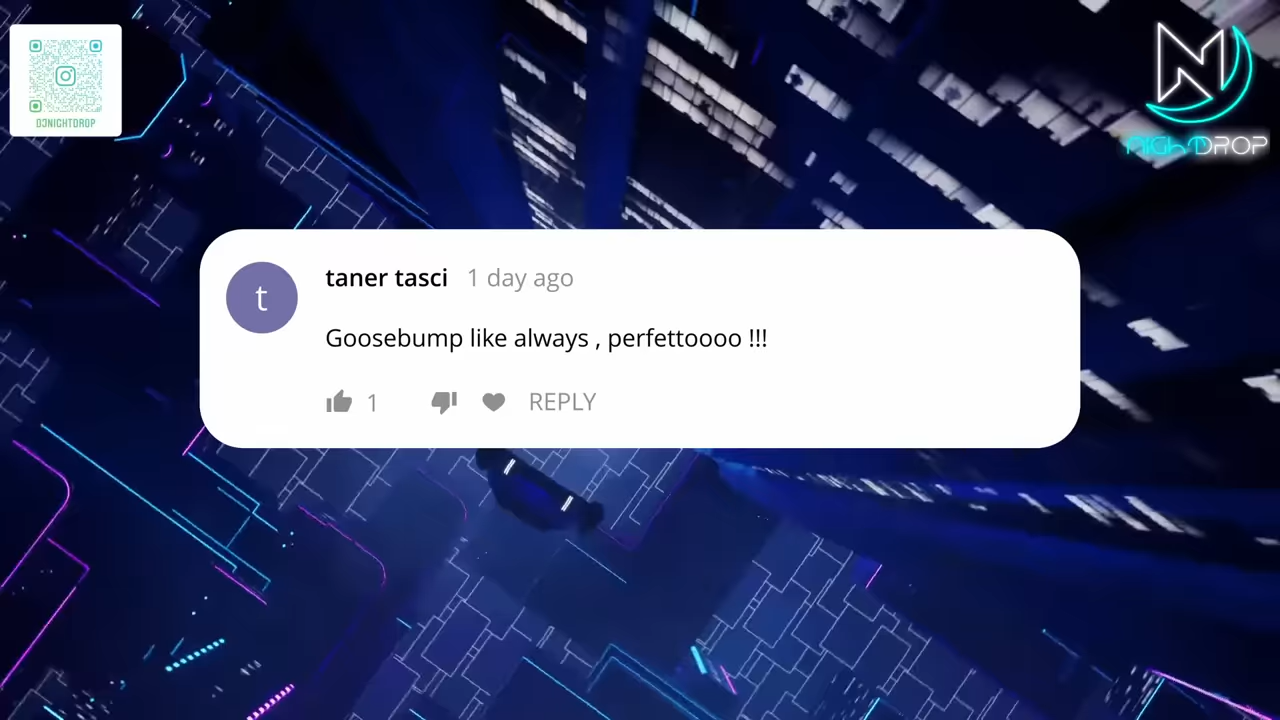 DJNIGHTDROP
NIGHTDROP
t
taner tasci 1 day ago
Goosebump like always , perfettoooo !!!
1 REPLY